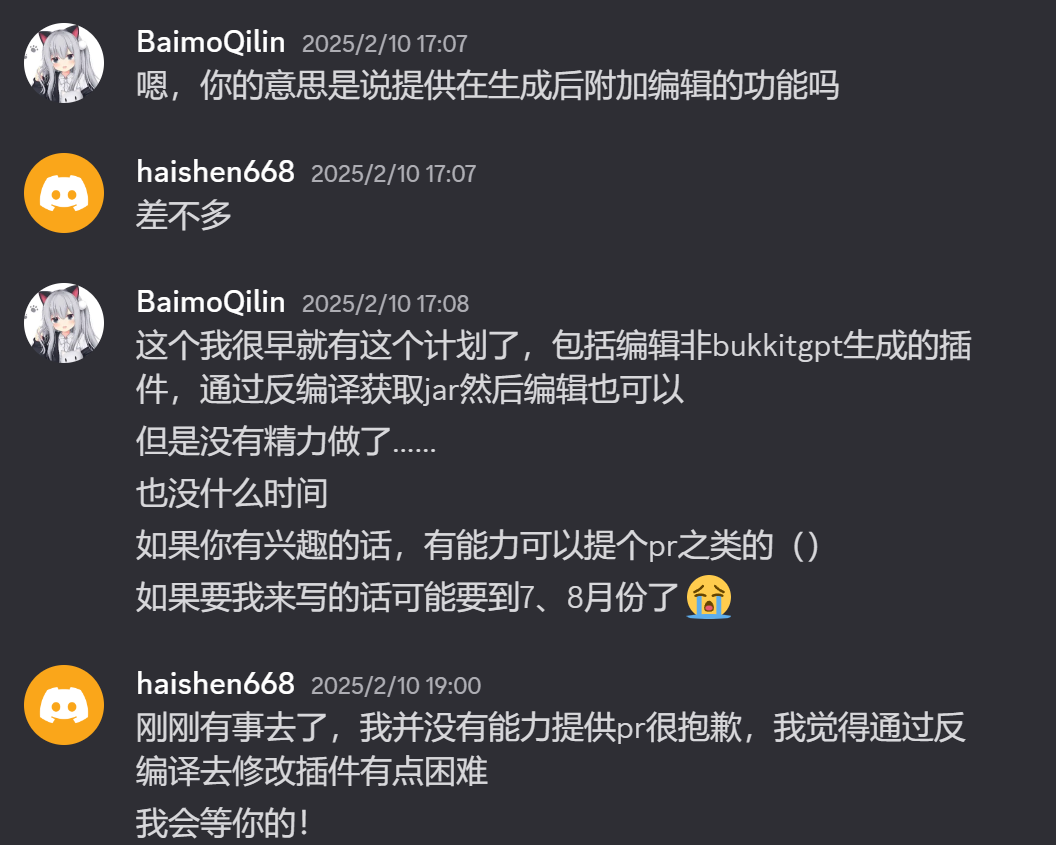 BaimoQilin 2025/2/10 17:07
嗯，你的意思是说提供在生成后附加编辑的功能吗
haishen668 2025/2/10 17:07
差不多
BaimoQilin 2025/2/10 17:08
这个我很早就有这个计划了，包括编辑非bukkitgpt生成的插
件，通过反编译获取jar然后编辑也可以
但是没有精力做了……
也没什么时间
如果你有兴趣的话，有能力可以提个pr之类的（）
如果要我来写的话可能要到7、8月份了😭
haishen668 2025/2/10 19:00
刚刚有事去了，我并没有能力提供pr很抱歉，我觉得通过反
编译去修改插件有点困难
我会等你的！